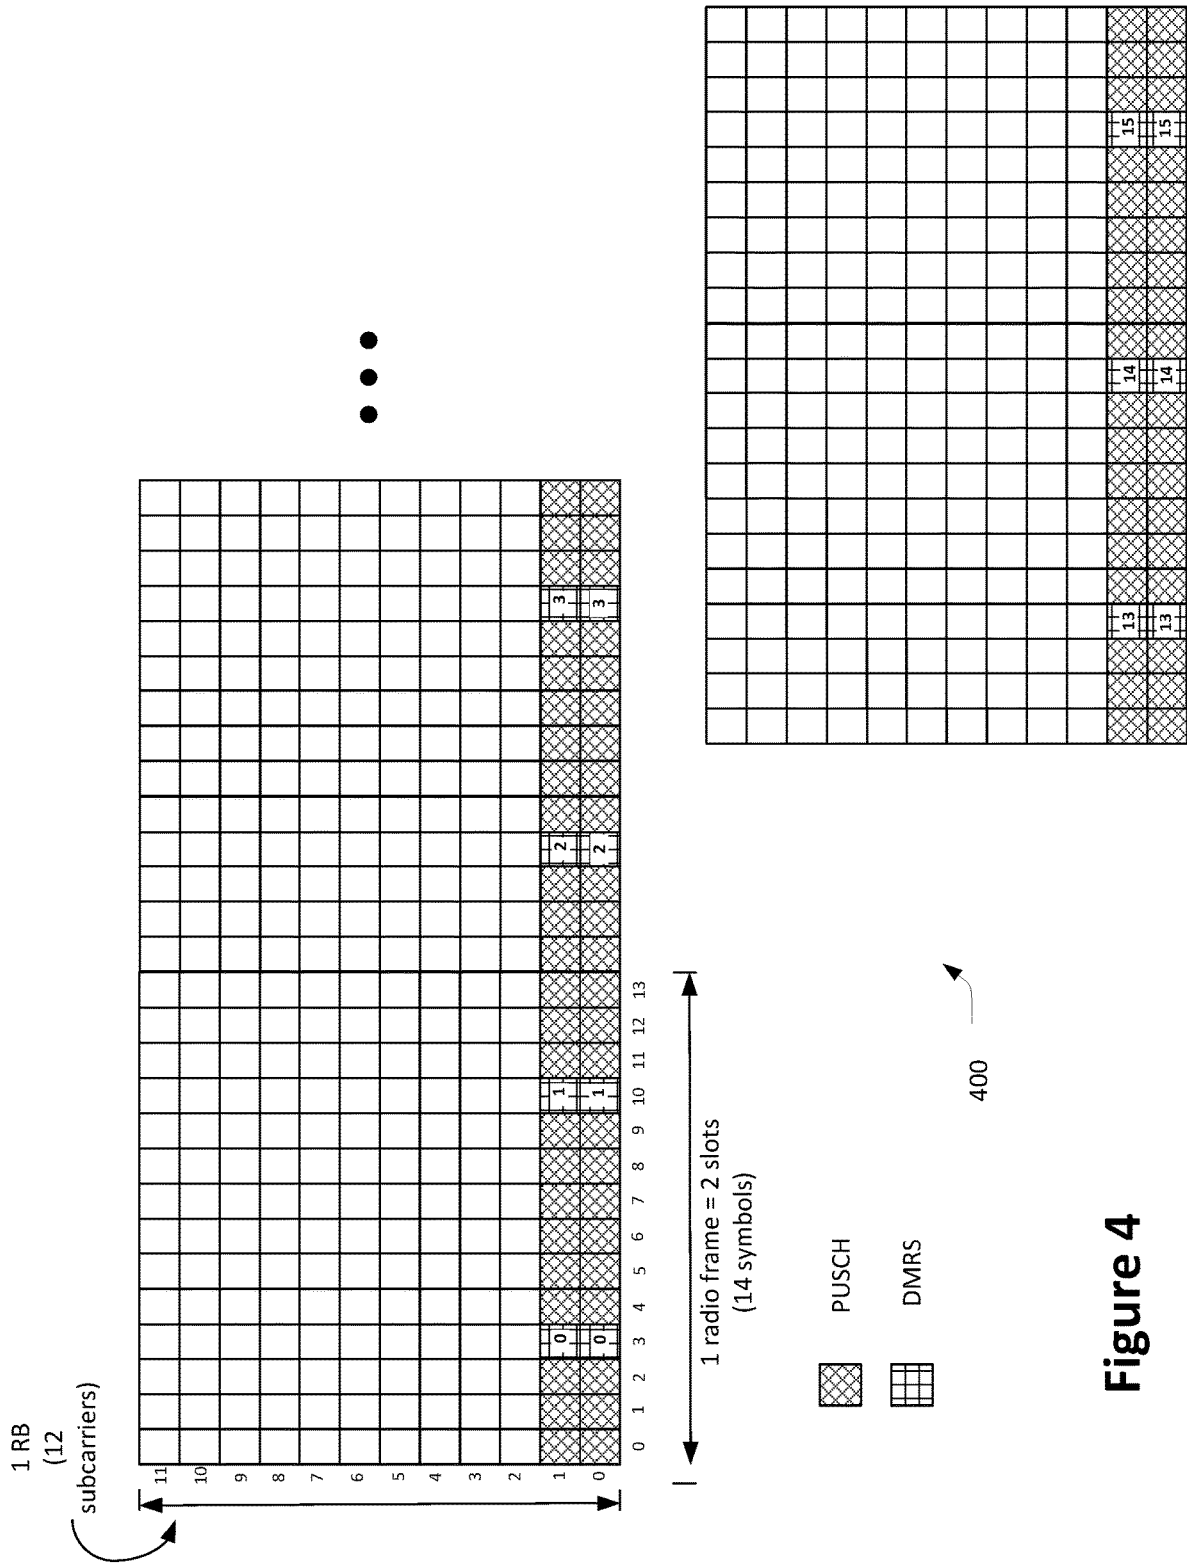 1 RB
(12
subcarriers)
11
10
9
8
7
6
5
4
3
2
1
0 1 2 3
0
0 1 2 3
0 1 2 3 4 5 6 7 8 9 10 11 12 13
1 radio frame = 2 slots
(14 symbols)
PUSCH
DMRS
400
13 14 15
13 14 15
Figure 4